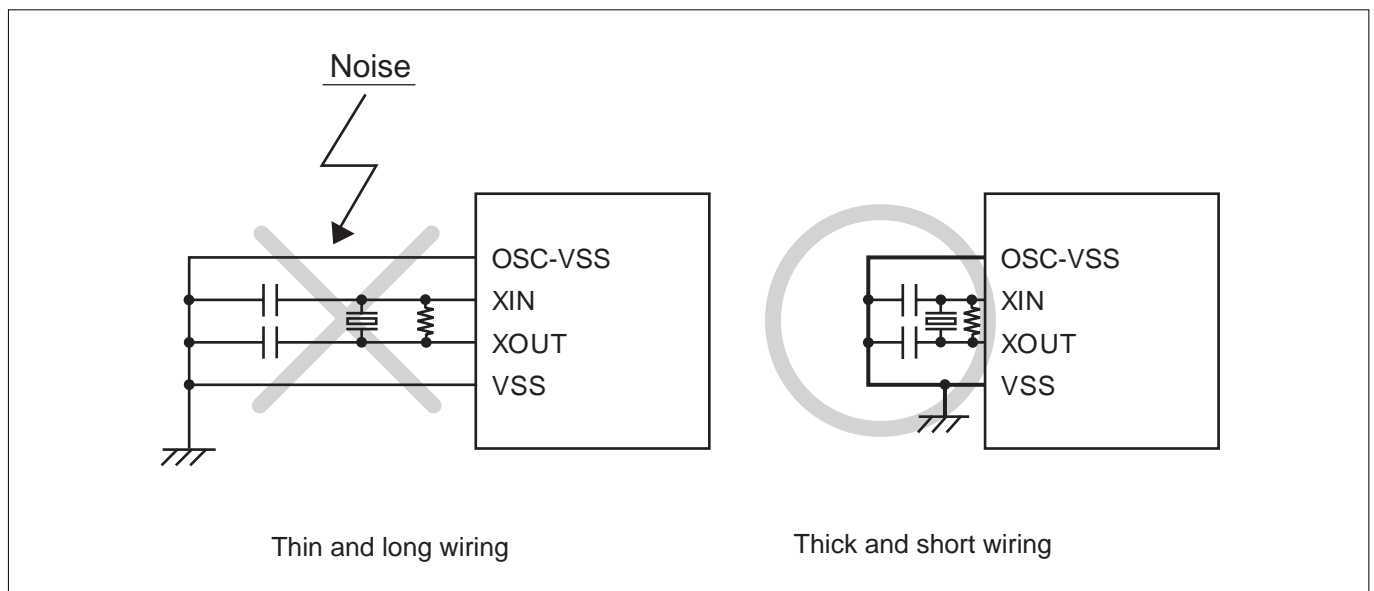 Noise
OSC-VSS
XIN
XOUT
VSS
OSC-VSS
XIN
XOUT
VSS
Thin and long wiring
Thick and short wiring